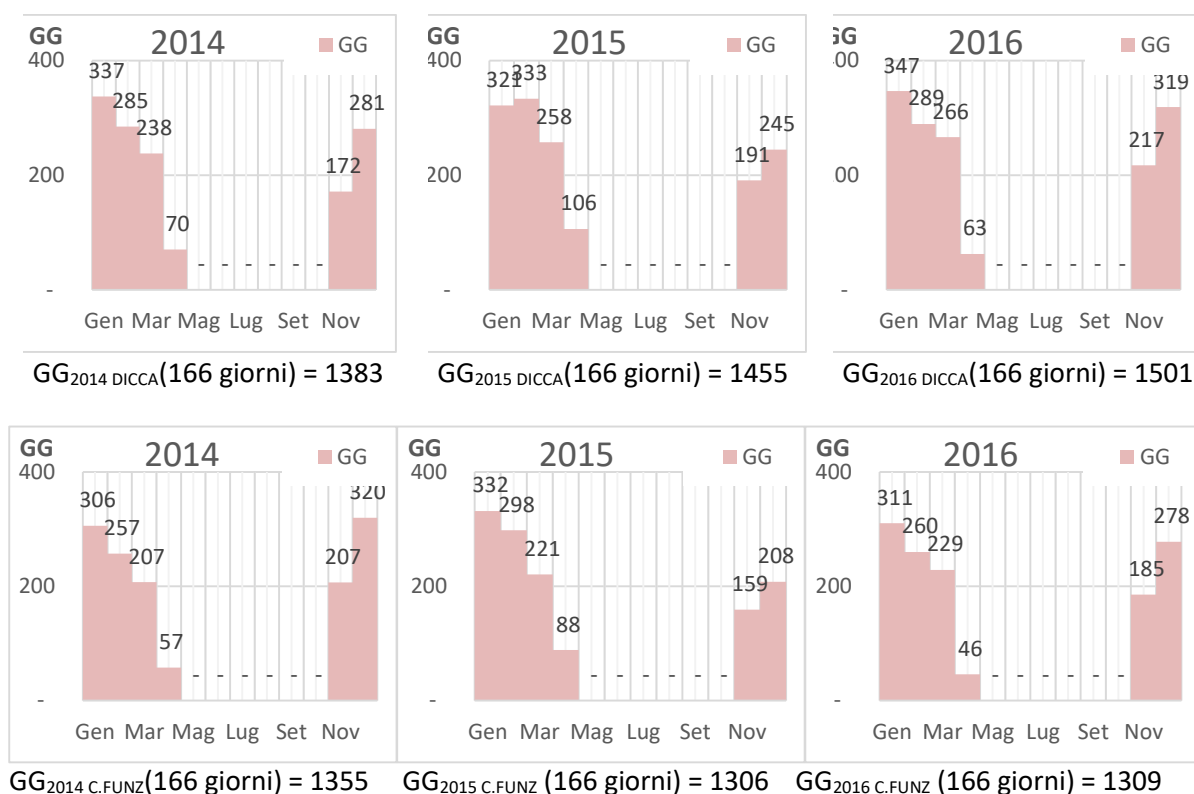 GG 2014 GG
400
337
285
238
281
200
172
70
- - - - - -
-
Gen Mar Mag Lug Set Nov
GG2014 DICCA(166 giorni) = 1383
GG 2015 GG
400
321 333
258
245
200
191
106
- - - - - -
-
Gen Mar Mag Lug Set Nov
GG2015 DICCA(166 giorni) = 1455
GG 2016 GG
00
347
289
266
319
217
00
63
- - - - - -
-
Gen Mar Mag Lug Set Nov
GG2016 DICCA(166 giorni) = 1501
GG 2014 GG
400
306
257
207
320
207
200
57
- - - - - -
-
Gen Mar Mag Lug Set Nov
GG2014 C.FUNZ(166 giorni) = 1355
GG 2015 GG
400
332
298
221
208
159
200
88
- - - - - -
-
Gen Mar Mag Lug Set Nov
GG2015 C.FUNZ (166 giorni) = 1306
GG 2016 GG
400
311
260
229
278
185
200
46
- - - - - -
-
Gen Mar Mag Lug Set Nov
GG2016 C.FUNZ (166 giorni) = 1309